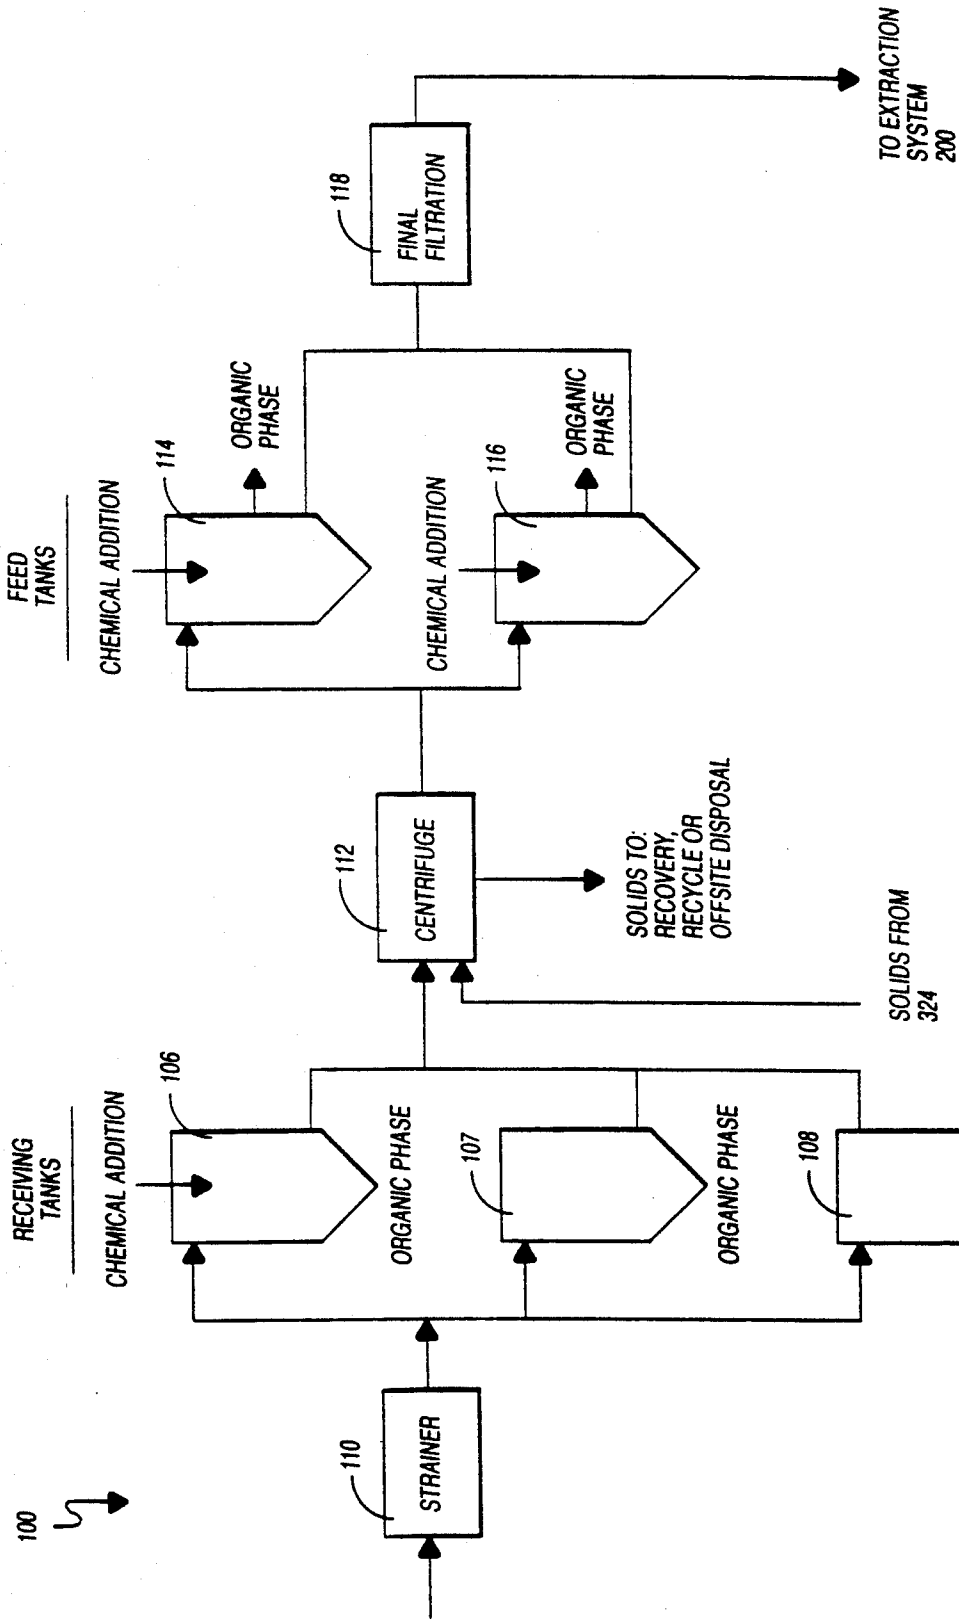 100
RECEIVING
TANKS
FEED
TANKS
CHEMICAL ADDITION
106
CHEMICAL ADDITION
114
ORGANIC
PHASE
110
STRAINER
ORGANIC PHASE
112
CENTRIFUGE
CHEMICAL ADDITION
118
FINAL
FILTRATION
107
116
ORGANIC
PHASE
ORGANIC PHASE
SOLIDS TO:
RECOVERY,
RECYCLE OR
OFFSITE DISPOSAL
108
SOLIDS FROM
324
TO EXTRACTION
SYSTEM
200